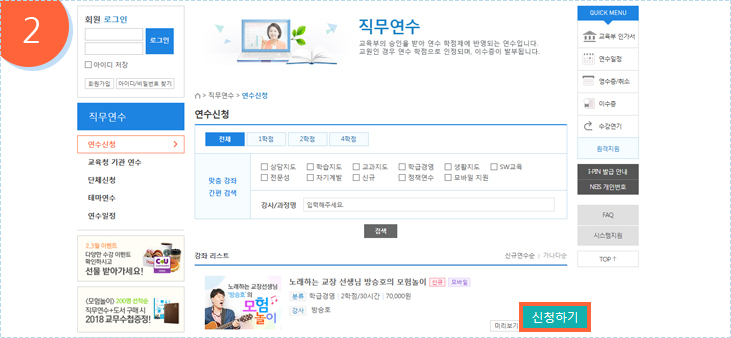 2
회원 로그인
로그인
아이디 저장
회원가입
아이디/비밀번호 찾기
직무연수
연수신청
교육청 기관 연수
단체신청
테마연수
연수일정
2,3월 이벤트
다양한 수강 이벤트
확인하시고
선물 받아가세요!
C4U
〈모험놀이〉 200명 선착순
직무연수+도서 구매 시
2018 교무수첩증정!
직무연수
교육부의 승인을 받아 연수 학점제에 반영되는 연수입니다.
교원인 경우 연수 학점으로 인정되며, 이수증이 발부됩니다.
> 직무연수 > 연수신청
연수신청
전체
1학점
2학점
4학점
맞춤 강좌
간편 검색
상담지도
학습지도
교과지도
학급경영
생활지도
SW교육
전문성
자기계발
신규
정책연수
모바일 지원
강사/과정명
입력해주세요.
검색
강좌 리스트
신규연수순 | 가나다순
노래하는 교장
방승호의
모험
놀이
노래하는 교장 선생님 방승호의 모험놀이 신규 모바일
분류 학급경영 | 2학점/30시간 | 70,000원
강사 방승호
미리보기
신청하기
QUICK MENU
교육부 인가서
연수일정
영수증/취소
이수증
수강연기
원격지원
I-PIN 발급 안내
NEIS 개인번호
FAQ
시스템지원
TOP ↑